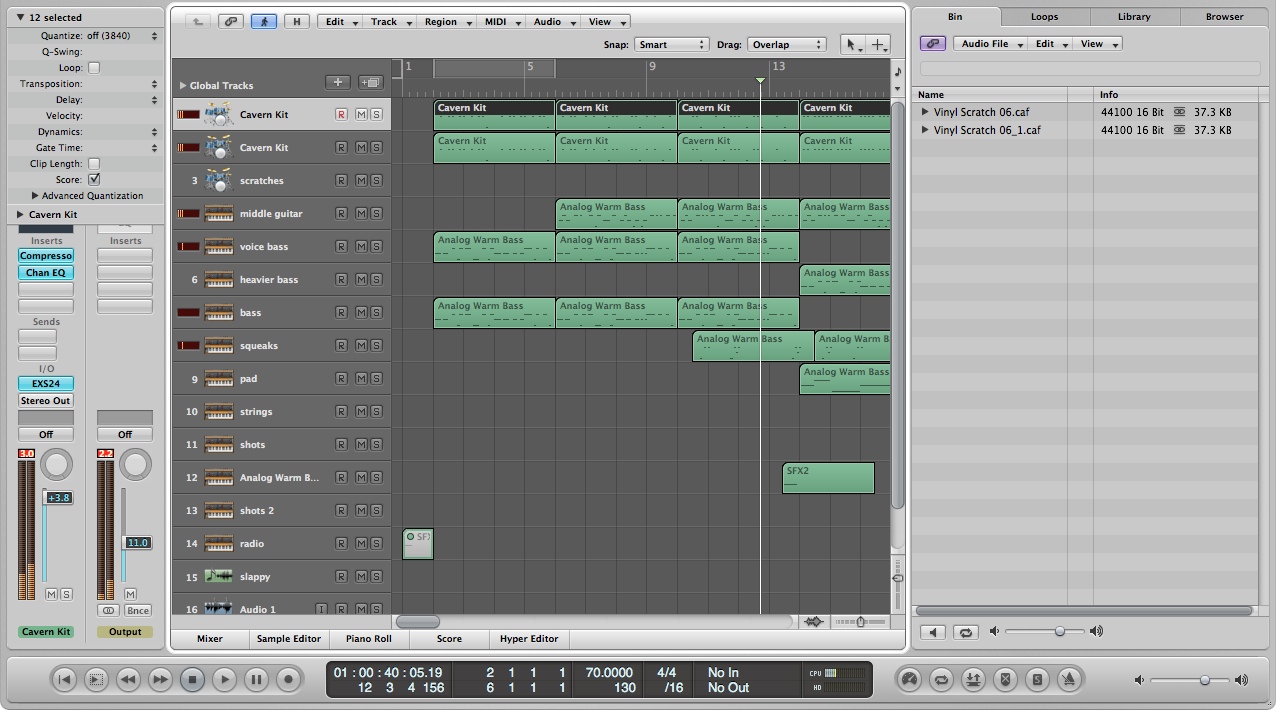 12 selected
Quantize: off (3840)
Q-Swing:
Loop:
Transposition:
Delay:
Velocity:
Dynamics:
Gate Time:
Clip Length:
Score:
Advanced Quantization
Cavern Kit
Inserts Inserts
Compresso
Chan EQ
Sends
I/O
EXS24
Stereo Out
Off Off
3.0 2.2
+3.8
11.0
M S M
Bnce
Cavern Kit Output
H Edit Track Region MIDI Audio View
Snap: Smart Drag: Overlap
Global Tracks
1 5 9 13
Cavern Kit R M S Cavern Kit Cavern Kit Cavern Kit Cavern Kit
Cavern Kit R M S Cavern Kit Cavern Kit Cavern Kit Cavern Kit
3 scratches R M S
middle guitar R M S Analog Warm Bass Analog Warm Bass Analog Warm Bass
voice bass R M S Analog Warm Bass Analog Warm Bass Analog Warm Bass
6 heavier bass R M S Analog Warm Bass
bass R M S Analog Warm Bass Analog Warm Bass Analog Warm Bass
squeaks R M S Analog Warm Bass Analog Warm B
9 pad R M S Analog Warm Bass
10 strings R M S
11 shots R M S
12 Analog Warm B... R M S SFX2
13 shots 2 R M S
14 radio R M S SF
15 slappy R M S
16 Audio 1 I R M S
Mixer Sample Editor Piano Roll Score Hyper Editor
Bin Loops Library Browser
Audio File Edit View
Name Info
Vinyl Scratch 06.caf 44100 16 Bit 37.3 KB
Vinyl Scratch 06_1.caf 44100 16 Bit 37.3 KB
01 : 00 : 40 : 05.19 2 1 1 1 70.0000 4/4 No In CPU
12 3 4 156 6 1 1 1 130 /16 No Out HD
S